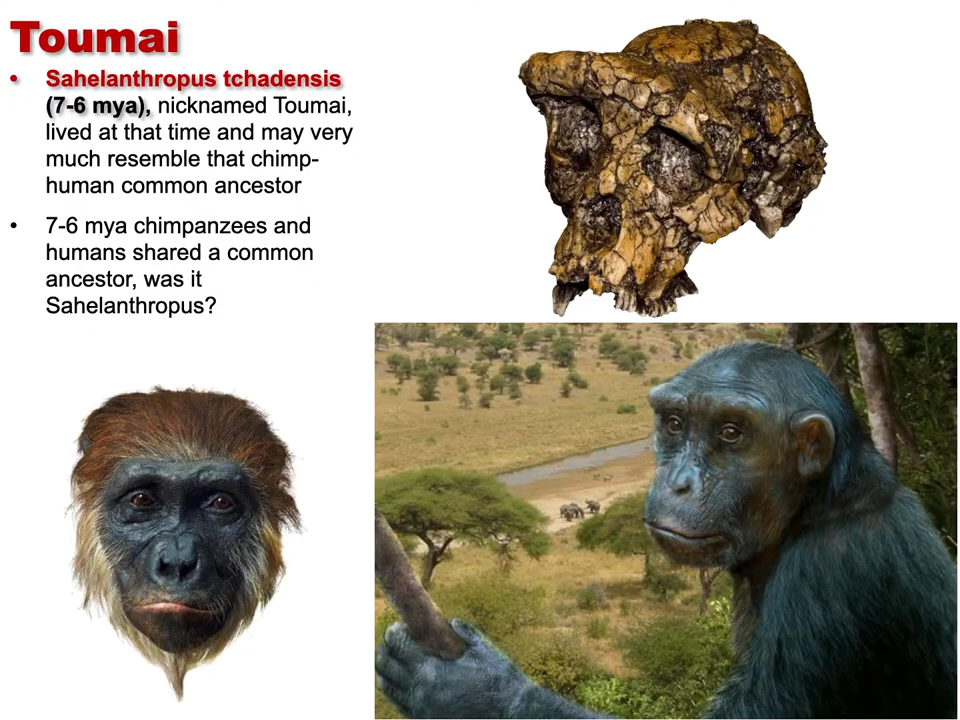 Toumai
• Sahelanthropus tchadensis
(7-6 mya), nicknamed Toumai,
lived at that time and may very
much resemble that chimp-
human common ancestor
• 7-6 mya chimpanzees and
humans shared a common
ancestor, was it
Sahelanthropus?